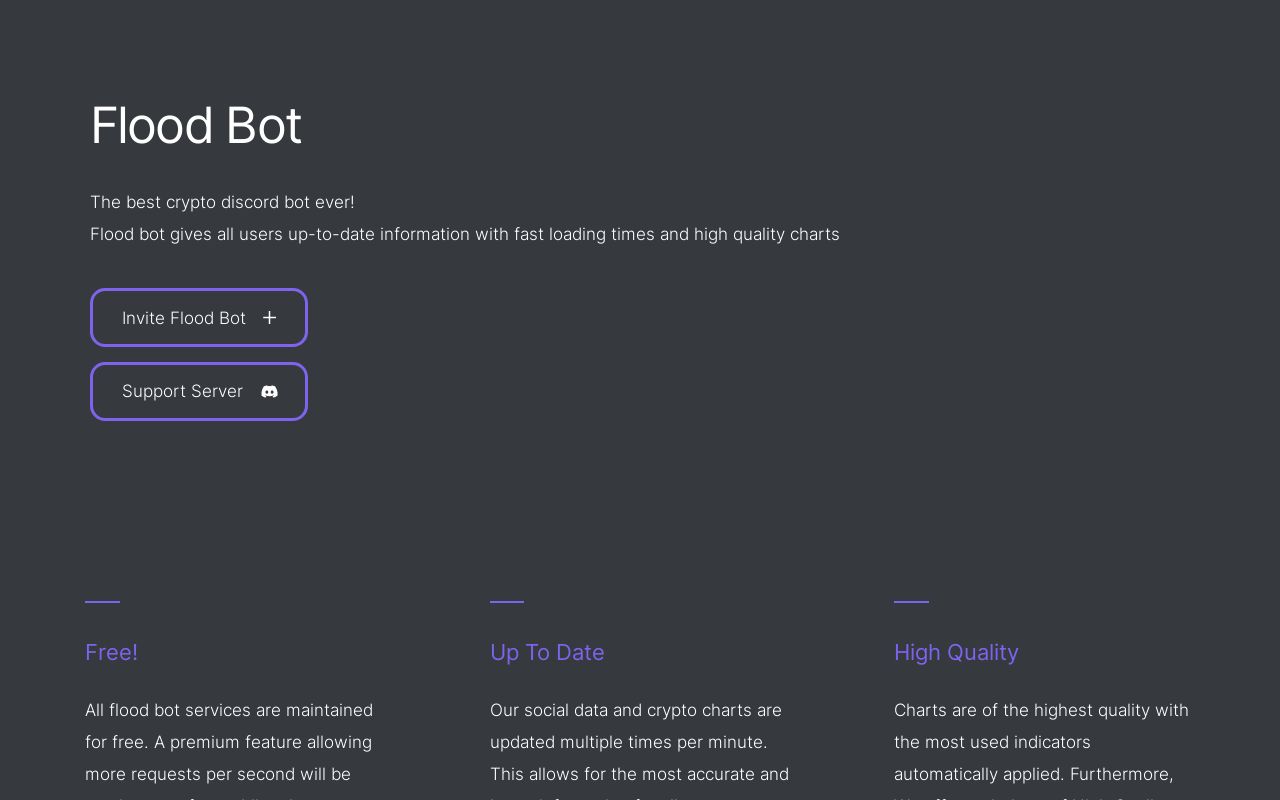 Flood Bot
The best crypto discord bot ever!
Flood bot gives all users up-to-date information with fast loading times and high quality charts
Invite Flood Bot
Support Server
Free!
All flood bot services are maintained
for free. A premium feature allowing
more requests per second will be
Up To Date
Our social data and crypto charts are
updated multiple times per minute.
This allows for the most accurate and
High Quality
Charts are of the highest quality with
the most used indicators
automatically applied. Furthermore,